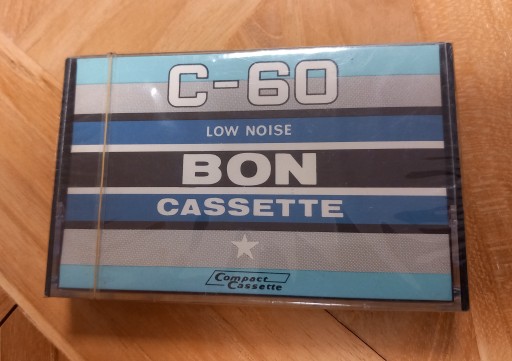 C-60
LOW NOISE
BON
CASSETTE
Compact
Cassette